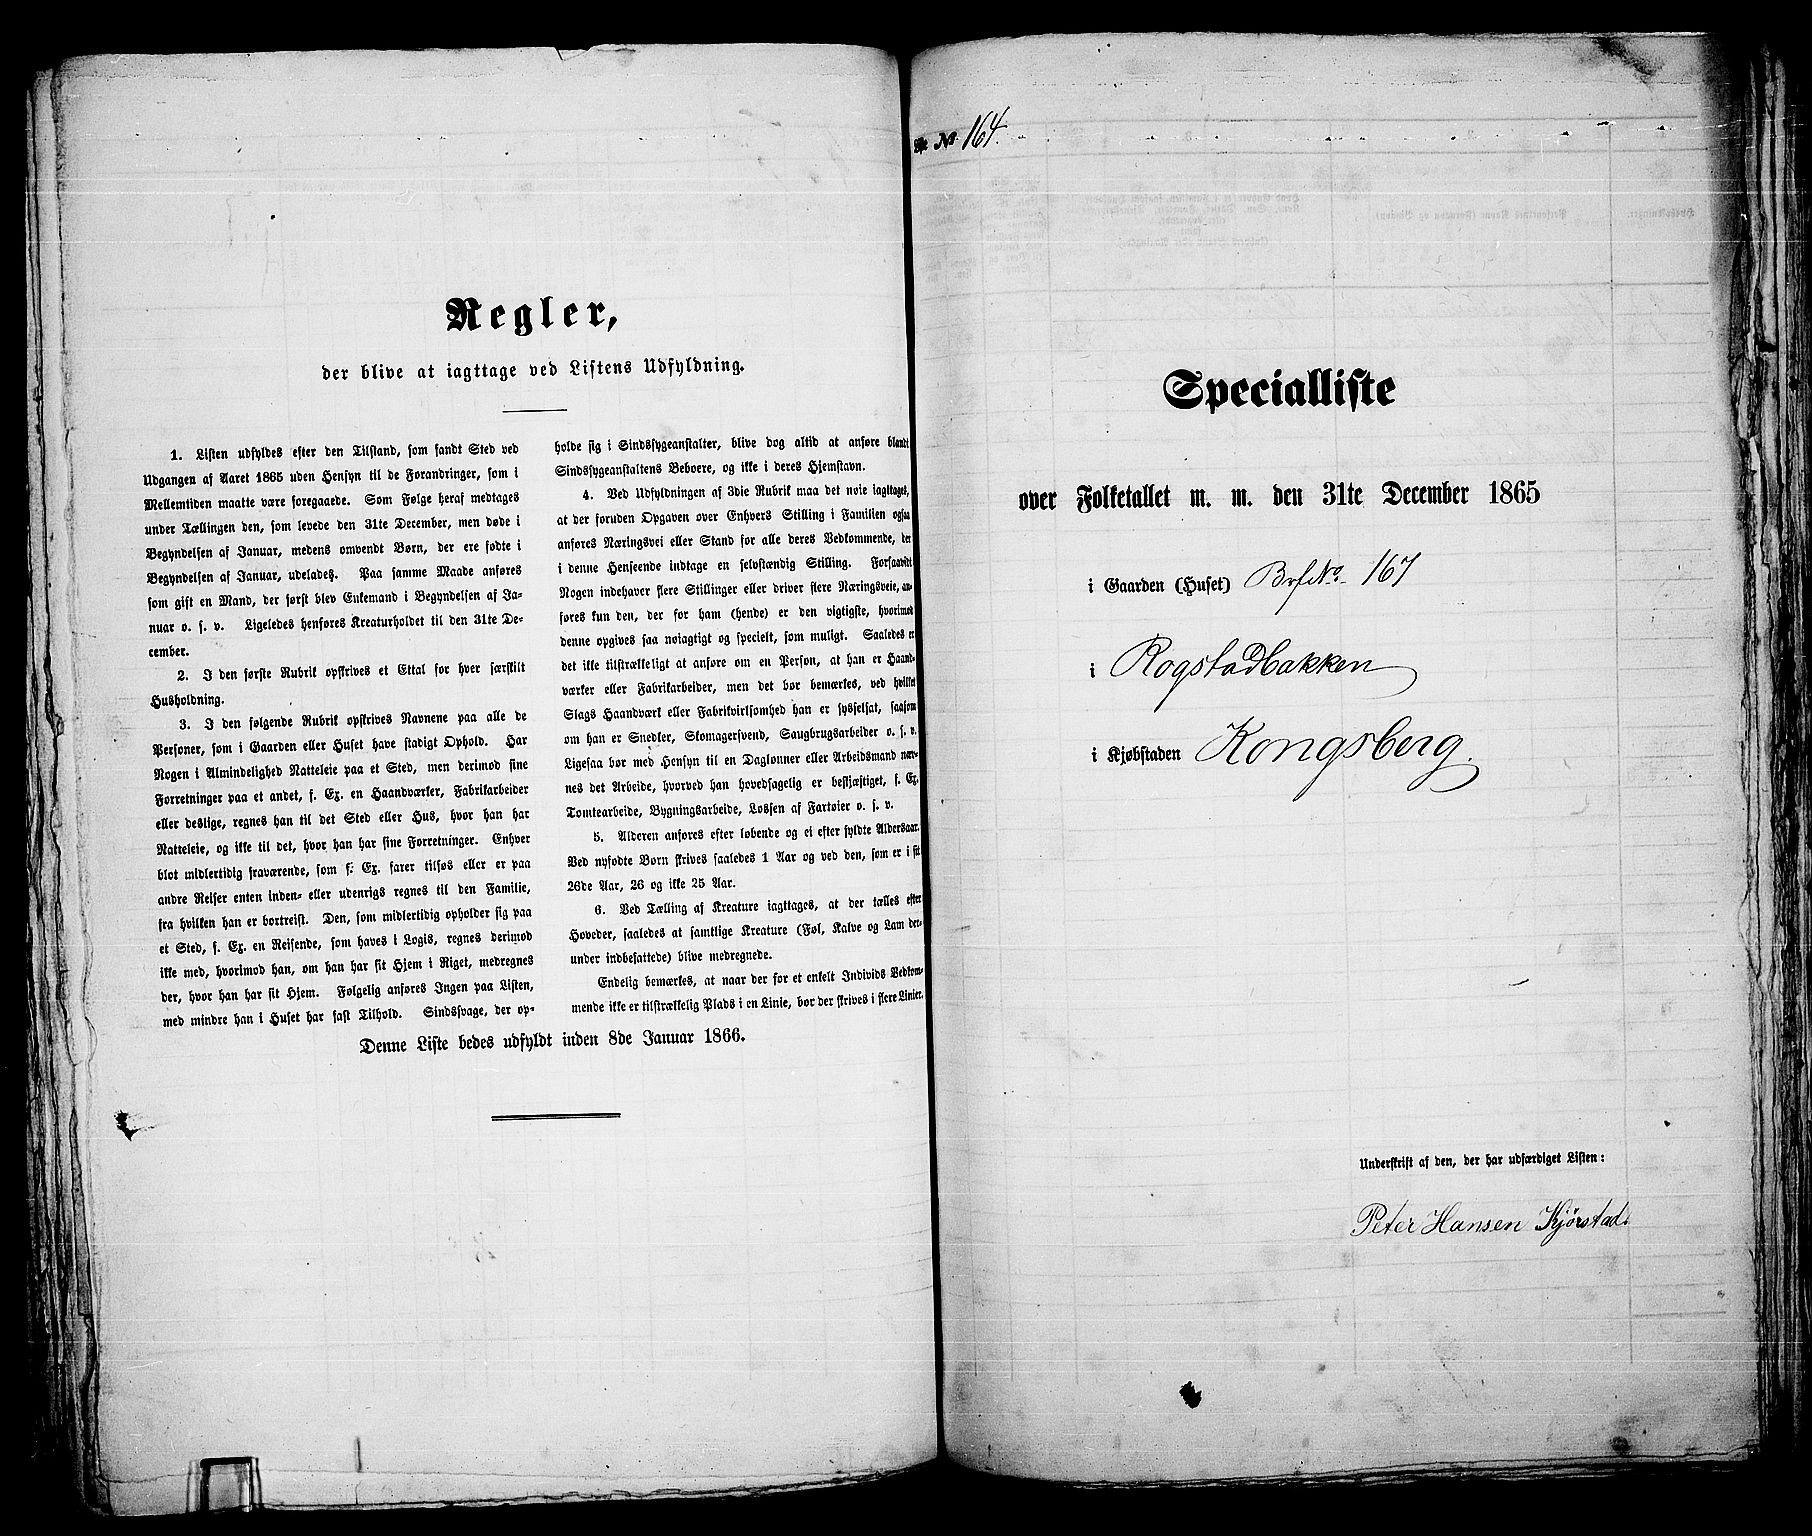 Regler,
der blive at iagttage ved Listens Udfyldning.
1. Listen udfyldes efter den Tilstand, som fandt Sted ved
Udgangen af Aaret 1865 uden Hensyn til de Forandringer, som i
Mellemtiden maatte være foregaaede. Som Følge heraf medtages
under Tællingen den, som levede den 31te December, men døde i
Begyndelsen af Januar, medens omvendt Børn, der ere fødte i
Begyndelsen af Januar, udelades. Paa samme Maade anføres
som gift en Mand, der først blev Enkemand i Begyndelsen af Ja-
nuar o. s. v. Ligeledes henføres Kreaturholdet til den 31te De-
cember.
2. I den første Rubrik opskrives et Ettal for hver særskilt
Husholdning.
3. I den følgende Rubrik opskrives Navnene paa alle de
Personer, som i Gaarden eller Huset have stadigt Ophold. Har
Nogen i Almindelighed Natteleie paa et Sted, men derimod sine
Forretninger paa et andet, f. Ex. en Haandværker, Fabrikarbeider
eller deslige, regnes han til det Sted eller Hus, hvor han har
Natteleie, og ikke til det, hvor han har sine Forretninger. Enhver
blot midlertidig fraværende, som f. Ex. farer tilsøs eller er paa
andre Reiser enten inden- eller udenrigs regnes til den Familie,
fra hvilken han er bortreist. Den, som midlertidig opholder sig paa
et Sted, f. Ex. en Reisende, som haves i Logis, regnes derimod
ikke med, hvorimod han, om han har sit Hjem i Riget, medregnes
der, hvor han har sit Hjem. Følgelig anføres Ingen paa Listen,
med mindre han i Huset har fast Tilhold. Sindssvage, der op-
holde sig i Sindssygeanstalter, blive dog altid at anføre blandt
Sindssygeanstaltens Beboere, og ikke i deres Hjemstavn.
4. Ved Udfyldningen af 3die Rubrik maa det nøie iagttages,
at der foruden Opgaven over Enhvers Stilling i Familien ogsaa
anføres Næringsvei eller Stand for alle deres Vedkommende, der
i denne Henseende indtage en selvstændig Stilling. Forsaavidt
Nogen indehaver flere Stillinger eller driver flere Næringsveie, an-
føres kun den, der for ham (hende) er den vigtigste, hvorimod
denne opgives saa nøiagtigt og specielt, som muligt. Saaledes er
det ikke tilstrækkeligt at anføre om en Person, at han er Haand-
værker eller Fabrikarbeider, men det bør bemærkes, ved hvilket
Slags Haandværk eller Fabrikvirksomhed han er sysselsat, saasom
om han er Snedker, Skomagersvend, Saugbrugsarbeider o. s. v.
Ligesaa bør med Hensyn til en Daglønner eller Arbeidsmand næv-
nes det Arbeide, hvorved han hovedsagelig er beskjæftiget, f. Ex.
Tomtearbeide, Bygningsarbeide, Lossen af Fartøier o. s. v.
5. Alderen anføres efter løbende og ei efter fyldte Aldersaar.
Ved nyfødte Børn skrives saaledes 1 Aar og ved den, som er i sit
26de Aar, 26 og ikke 25 Aar.
6. Ved Tælling af Kreature iagttages, at der tælles efter
Hoveder, saaledes at samtlige Kreature (Føl, Kalve og Lam der-
under indbefattede) blive medregnede.
Endelig bemærkes, at naar der for et enkelt Individs Vedkom-
mende ikke er tilstrækkelig Plads i en Linie, bør der skrives i flere Linier.
Denne Liste bedes udfyldt inden 8de Januar 1866.
No 164.
Specialliste
over Folketallet m. m. den 31te December 1865
i Gaarden (Huset) BrfNo. 167
i Rogstadbakken
i Kjøbstaden Kongsberg.
Underskrift af den, der har udfærdiget Listen:
Peter Hansen Kjørstad.